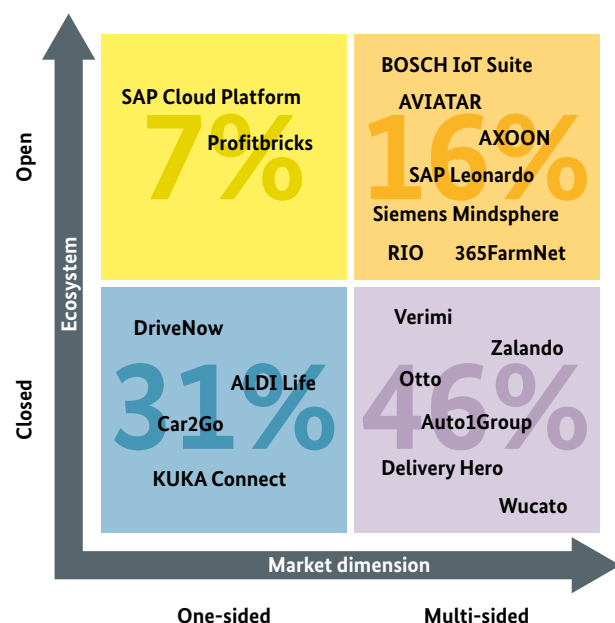 Open
Ecosystem
Closed
SAP Cloud Platform
Profitbricks
7%
BOSCH IoT Suite
AVIATAR
AXOON
SAP Leonardo
16%
Siemens Mindsphere
RIO 365FarmNet
DriveNow
ALDI Life
31%
Car2Go
KUKA Connect
Verimi
Zalando
Otto
46%
Auto1Group
Delivery Hero
Wucato
Market dimension
One-sided Multi-sided